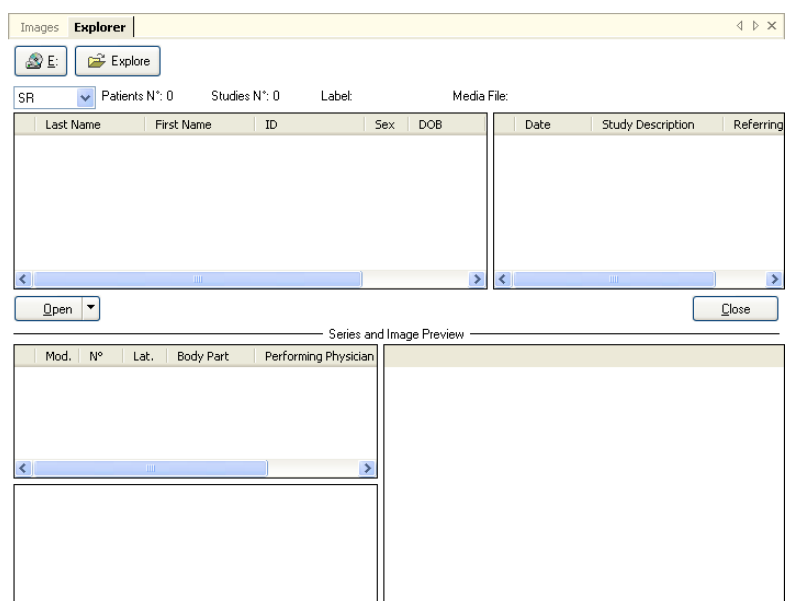 Images Explorer
E: Explore
SR Patients N°: 0 Studies N°: 0 Label: Media File:
Last Name First Name ID Sex DOB Date Study Description Referring
Open Close
Series and Image Preview
Mod. N° Lat. Body Part Performing Physician